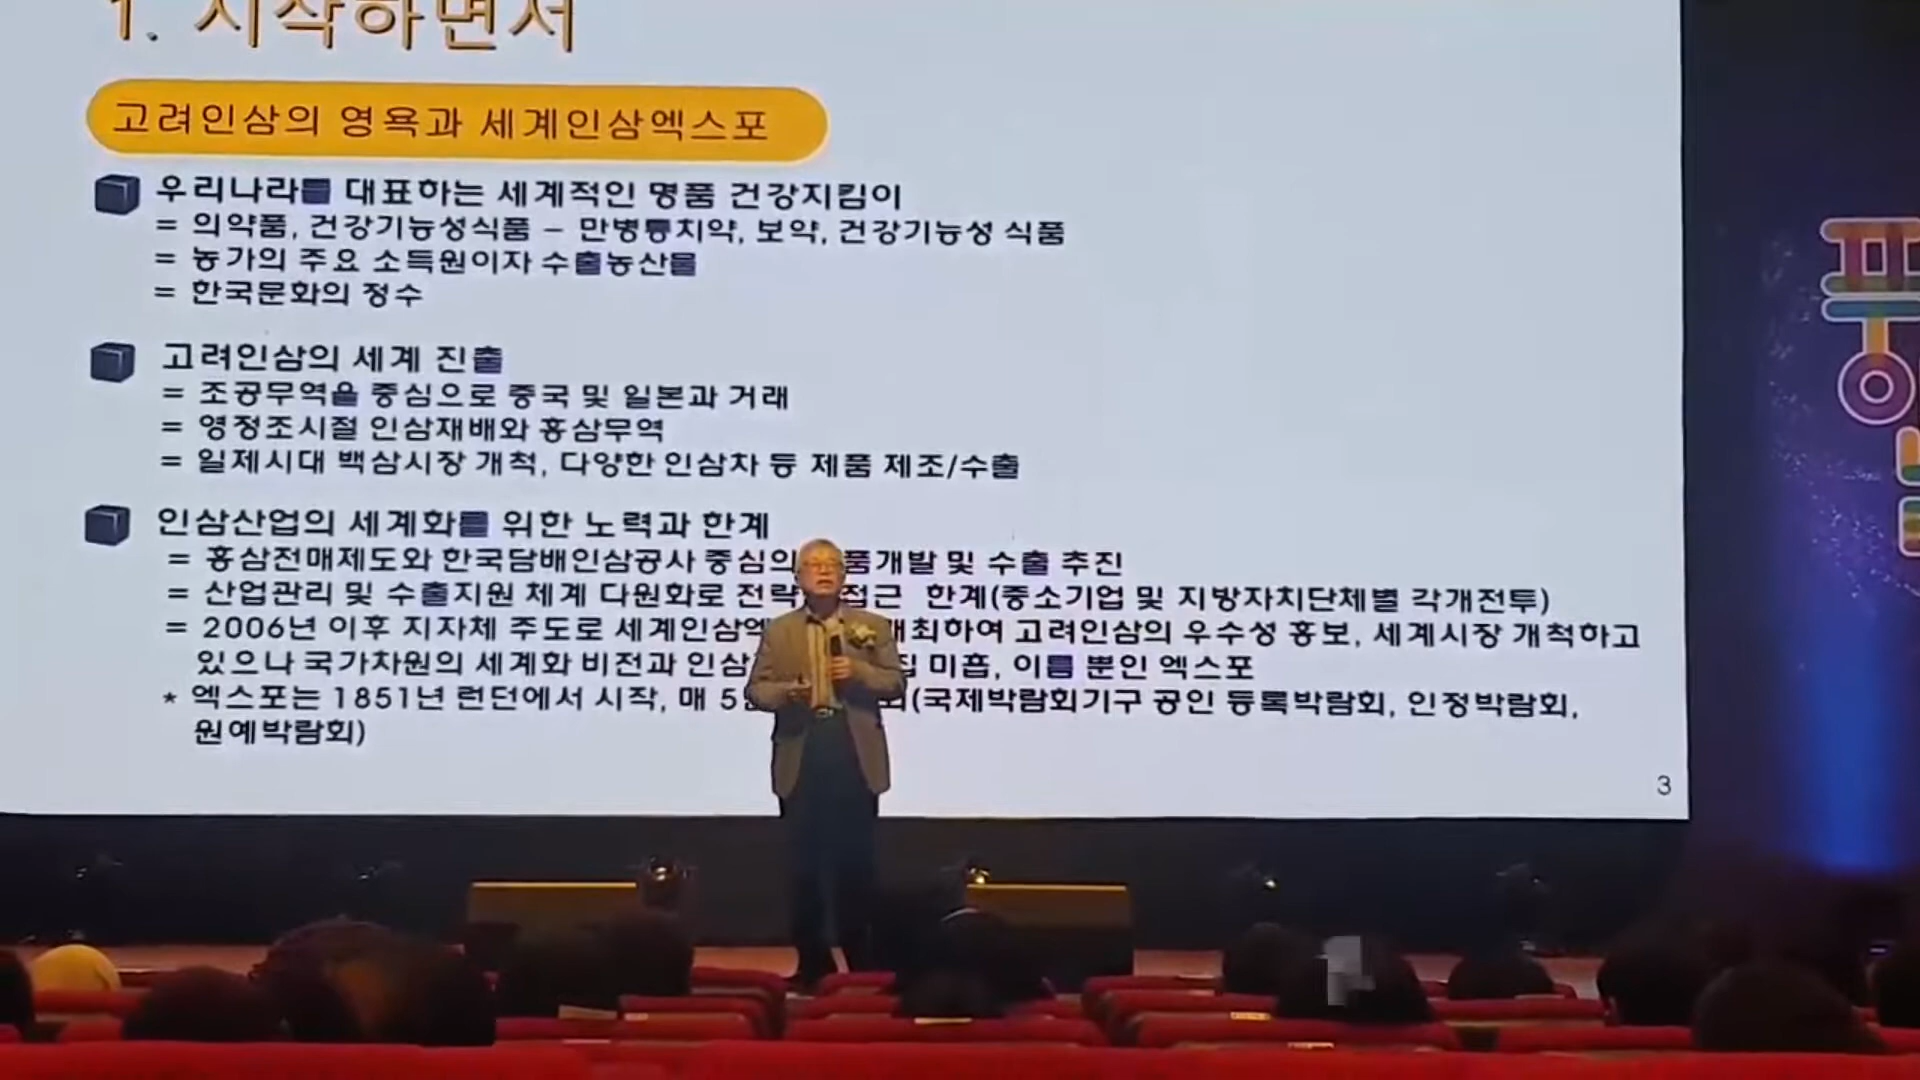 1. 시작하면서
고려인삼의 영욕과 세계인삼엑스포
우리나라를 대표하는 세계적인 명품 건강지킴이
= 의약품, 건강기능성식품 – 만병통치약, 보약, 건강기능성 식품
= 농가의 주요 소득원이자 수출농산물
= 한국문화의 정수
고려인삼의 세계 진출
= 조공무역을 중심으로 중국 및 일본과 거래
= 영정조시절 인삼재배와 홍삼무역
= 일제시대 백삼시장 개척, 다양한 인삼차 등 제품 제조/수출
인삼산업의 세계화를 위한 노력과 한계
= 홍삼전매제도와 한국담배인삼공사 중심의 품개발 및 수출 추진
= 산업관리 및 수출지원 체계 다원화로 전략 접근 한계(중소기업 및 지방자치단체별 각개전투)
= 2006년 이후 지자체 주도로 세계인삼엑 개최하여 고려인삼의 우수성 홍보, 세계시장 개척하고
있으나 국가차원의 세계화 비전과 인삼 미흡, 이름 뿐인 엑스포
* 엑스포는 1851년 런던에서 시작, 매 5 (국제박람회기구 공인 등록박람회, 인정박람회,
원예박람회)
3
풍